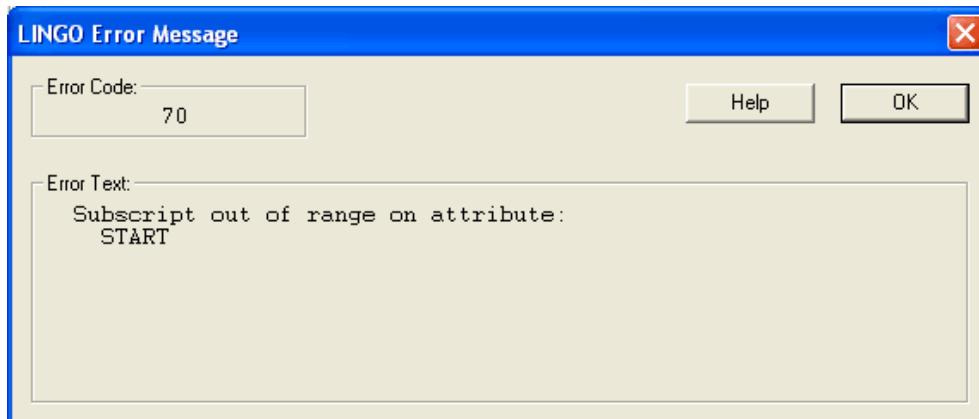 LINGO Error Message
Error Code:
70
Help
OK
Error Text:
Subscript out of range on attribute:
START